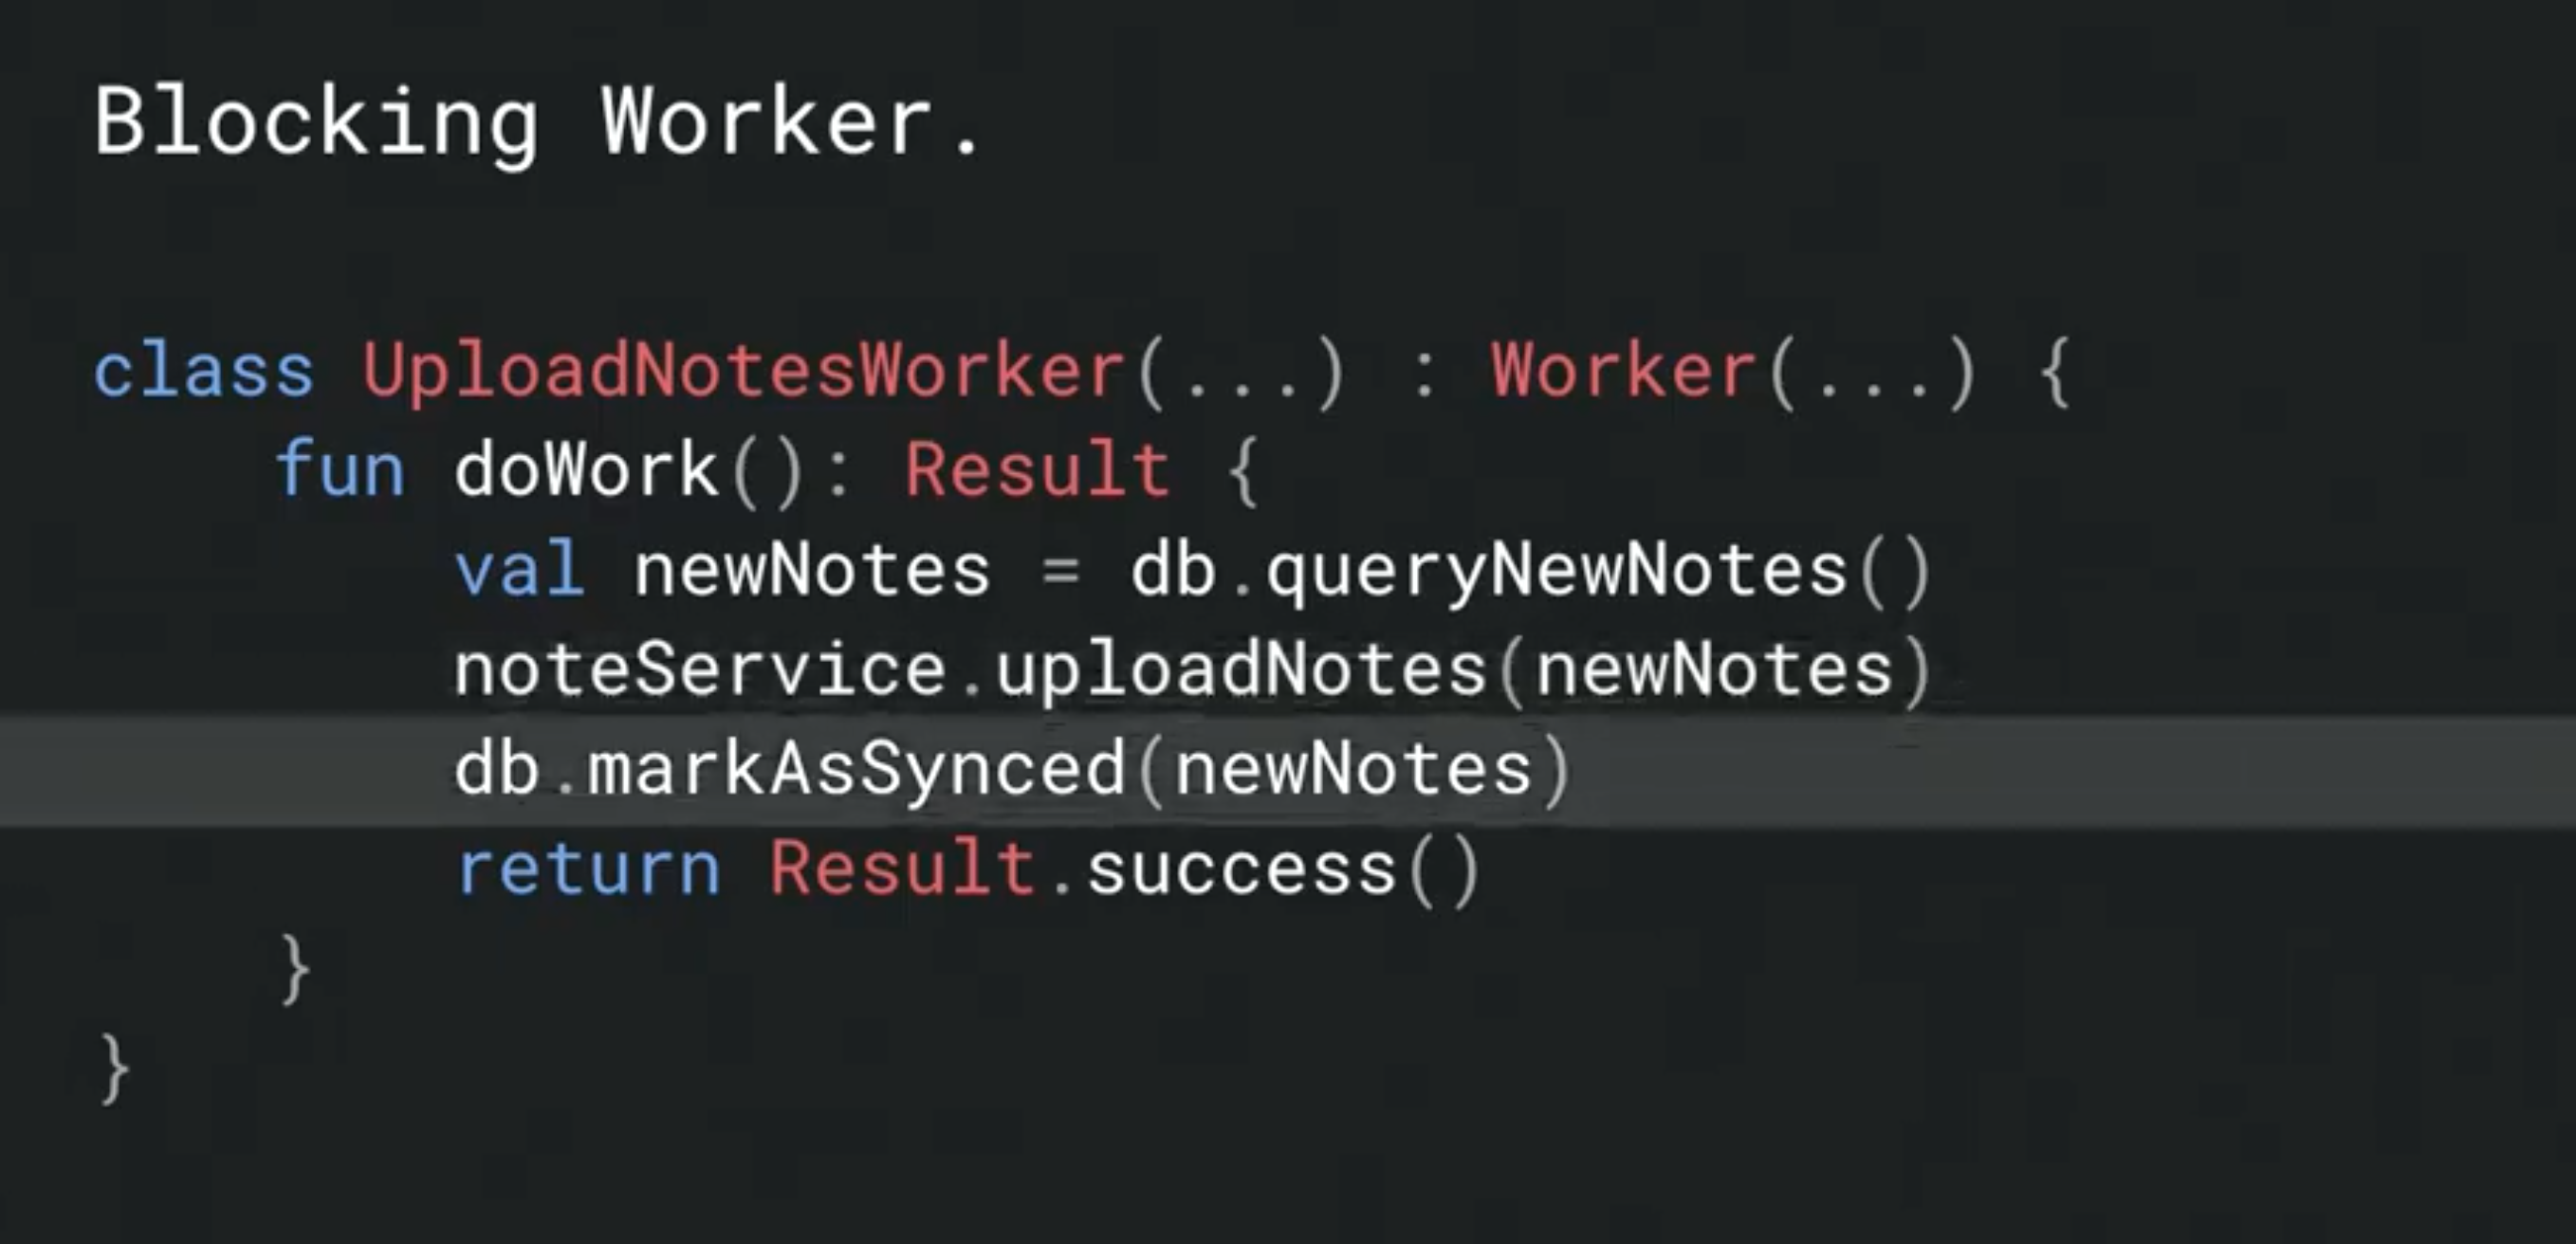 Blocking Worker.
class UploadNotesWorker(...) : Worker(...) {
    fun doWork(): Result {
        val newNotes = db.queryNewNotes()
        noteService.uploadNotes(newNotes)
        db.markAsSynced(newNotes)
        return Result.success()
    }
}